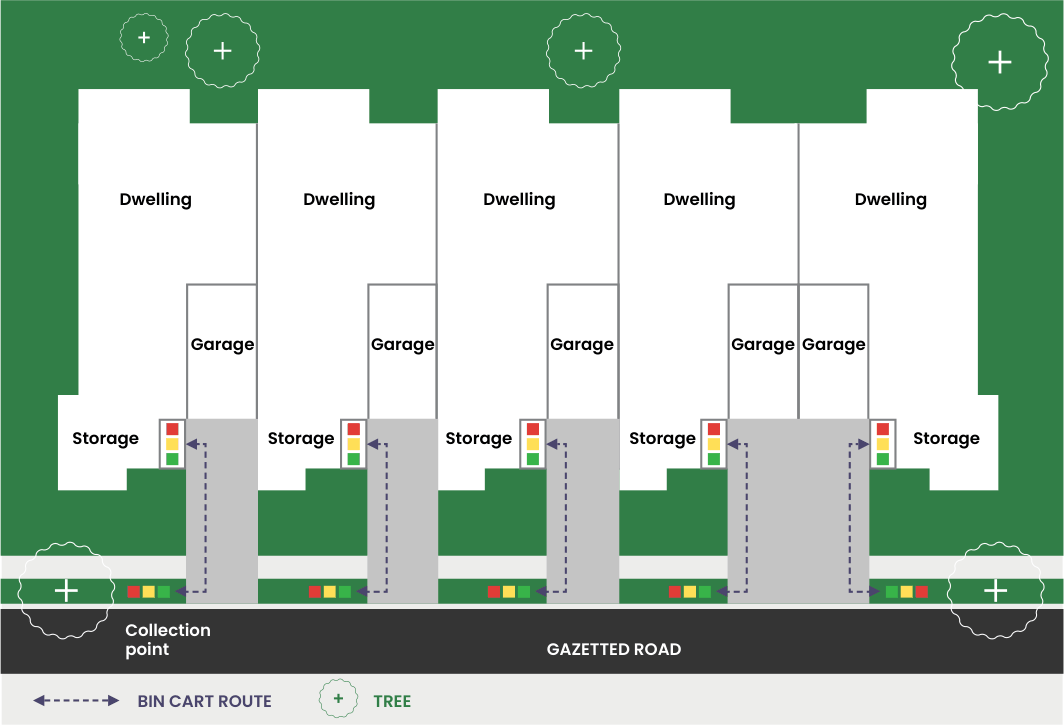 Dwelling
Dwelling
Dwelling
Dwelling
Dwelling
Garage
Garage
Garage
Garage
Garage
Storage
Storage
Storage
Storage
Storage
Collection
point
GAZETTED ROAD
BIN CART ROUTE
TREE